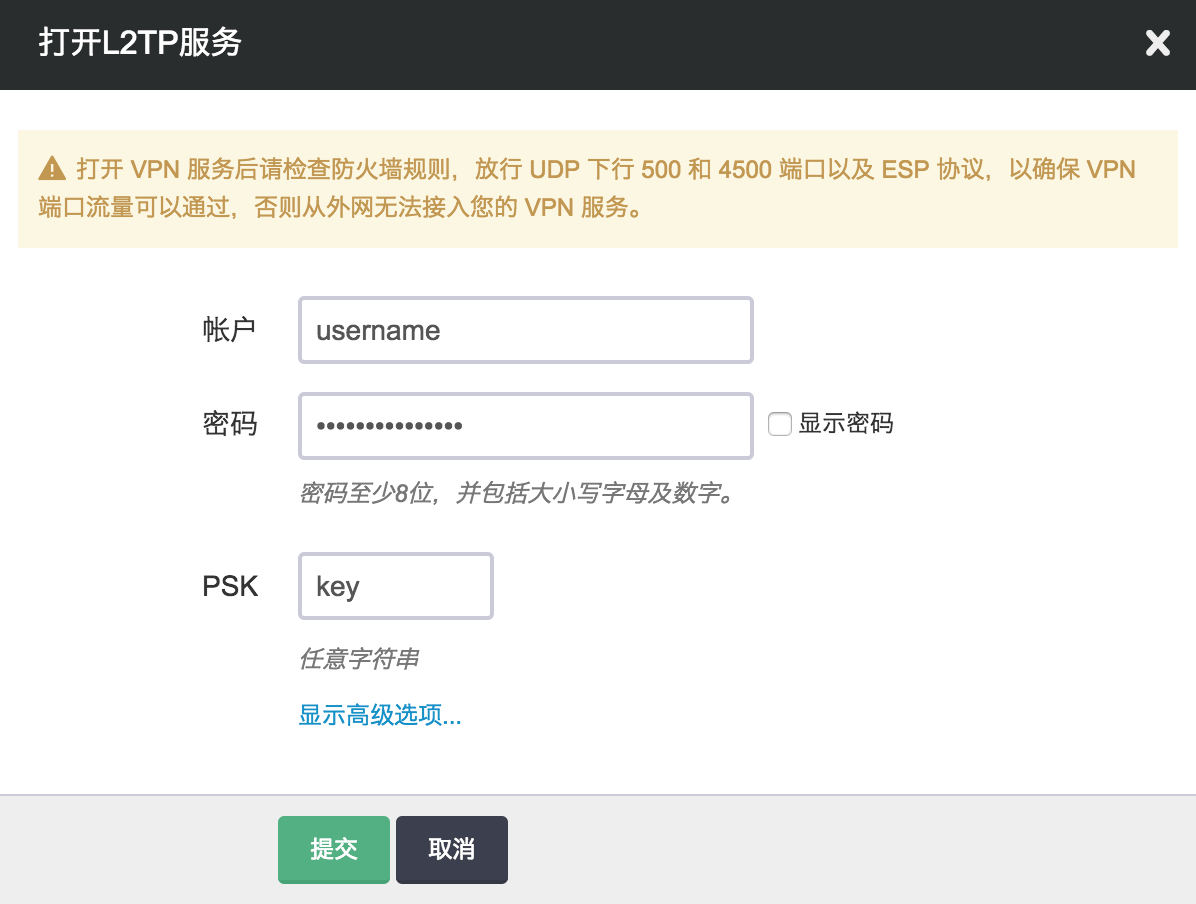 打开L2TP服务
打开 VPN 服务后请检查防火墙规则，放行 UDP 下行 500 和 4500 端口以及 ESP 协议，以确保 VPN
端口流量可以通过，否则从外网无法接入您的 VPN 服务。
帐户 username
密码 ••••••••••••••• 显示密码
密码至少8位，并包括大小写字母及数字。
PSK key
任意字符串
显示高级选项...
提交 取消